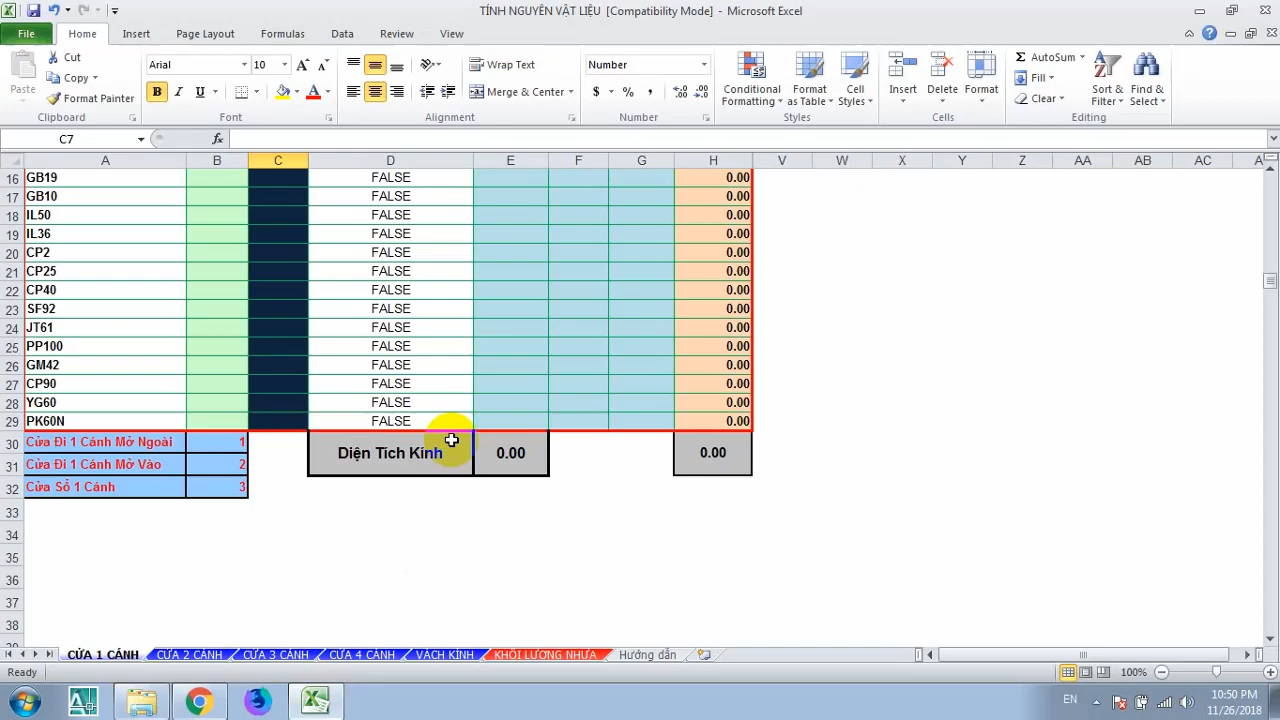 TÍNH NGUYÊN VẬT LIỆU [Compatibility Mode] - Microsoft Excel
File Home Insert Page Layout Formulas Data Review View
Paste
Cut
Copy
Format Painter
Clipboard
Arial 10
B I U A
Font
Wrap Text
Merge & Center
Alignment
Number
$ % ,
Number
Conditional Formatting
Format as Table
Cell Styles
Styles
Insert
Delete
Format
Cells
Σ AutoSum
Fill
Clear
Sort & Filter
Find & Select
Editing
C7 fx
A B C D E F G H V W X Y Z AA AB AC
16 GB19 FALSE 0.00
17 GB10 FALSE 0.00
18 IL50 FALSE 0.00
19 IL36 FALSE 0.00
20 CP2 FALSE 0.00
21 CP25 FALSE 0.00
22 CP40 FALSE 0.00
23 SF92 FALSE 0.00
24 JT61 FALSE 0.00
25 PP100 FALSE 0.00
26 GM42 FALSE 0.00
27 CP90 FALSE 0.00
28 YG60 FALSE 0.00
29 PK60N FALSE 0.00
30 Cửa Đi 1 Cánh Mở Ngoài 1
Diện Tích Kính 0.00 0.00
31 Cửa Đi 1 Cánh Mở Vào 2
32 Cửa Sổ 1 Cánh 3
33
34
35
36
37
38
CỬA 1 CÁNH CỬA 2 CÁNH CỬA 3 CÁNH CỬA 4 CÁNH VÁCH KÍNH KHỐI LƯỢNG NHỰA Hướng dẫn
Ready 100%
EN 10:50 PM
11/26/2018